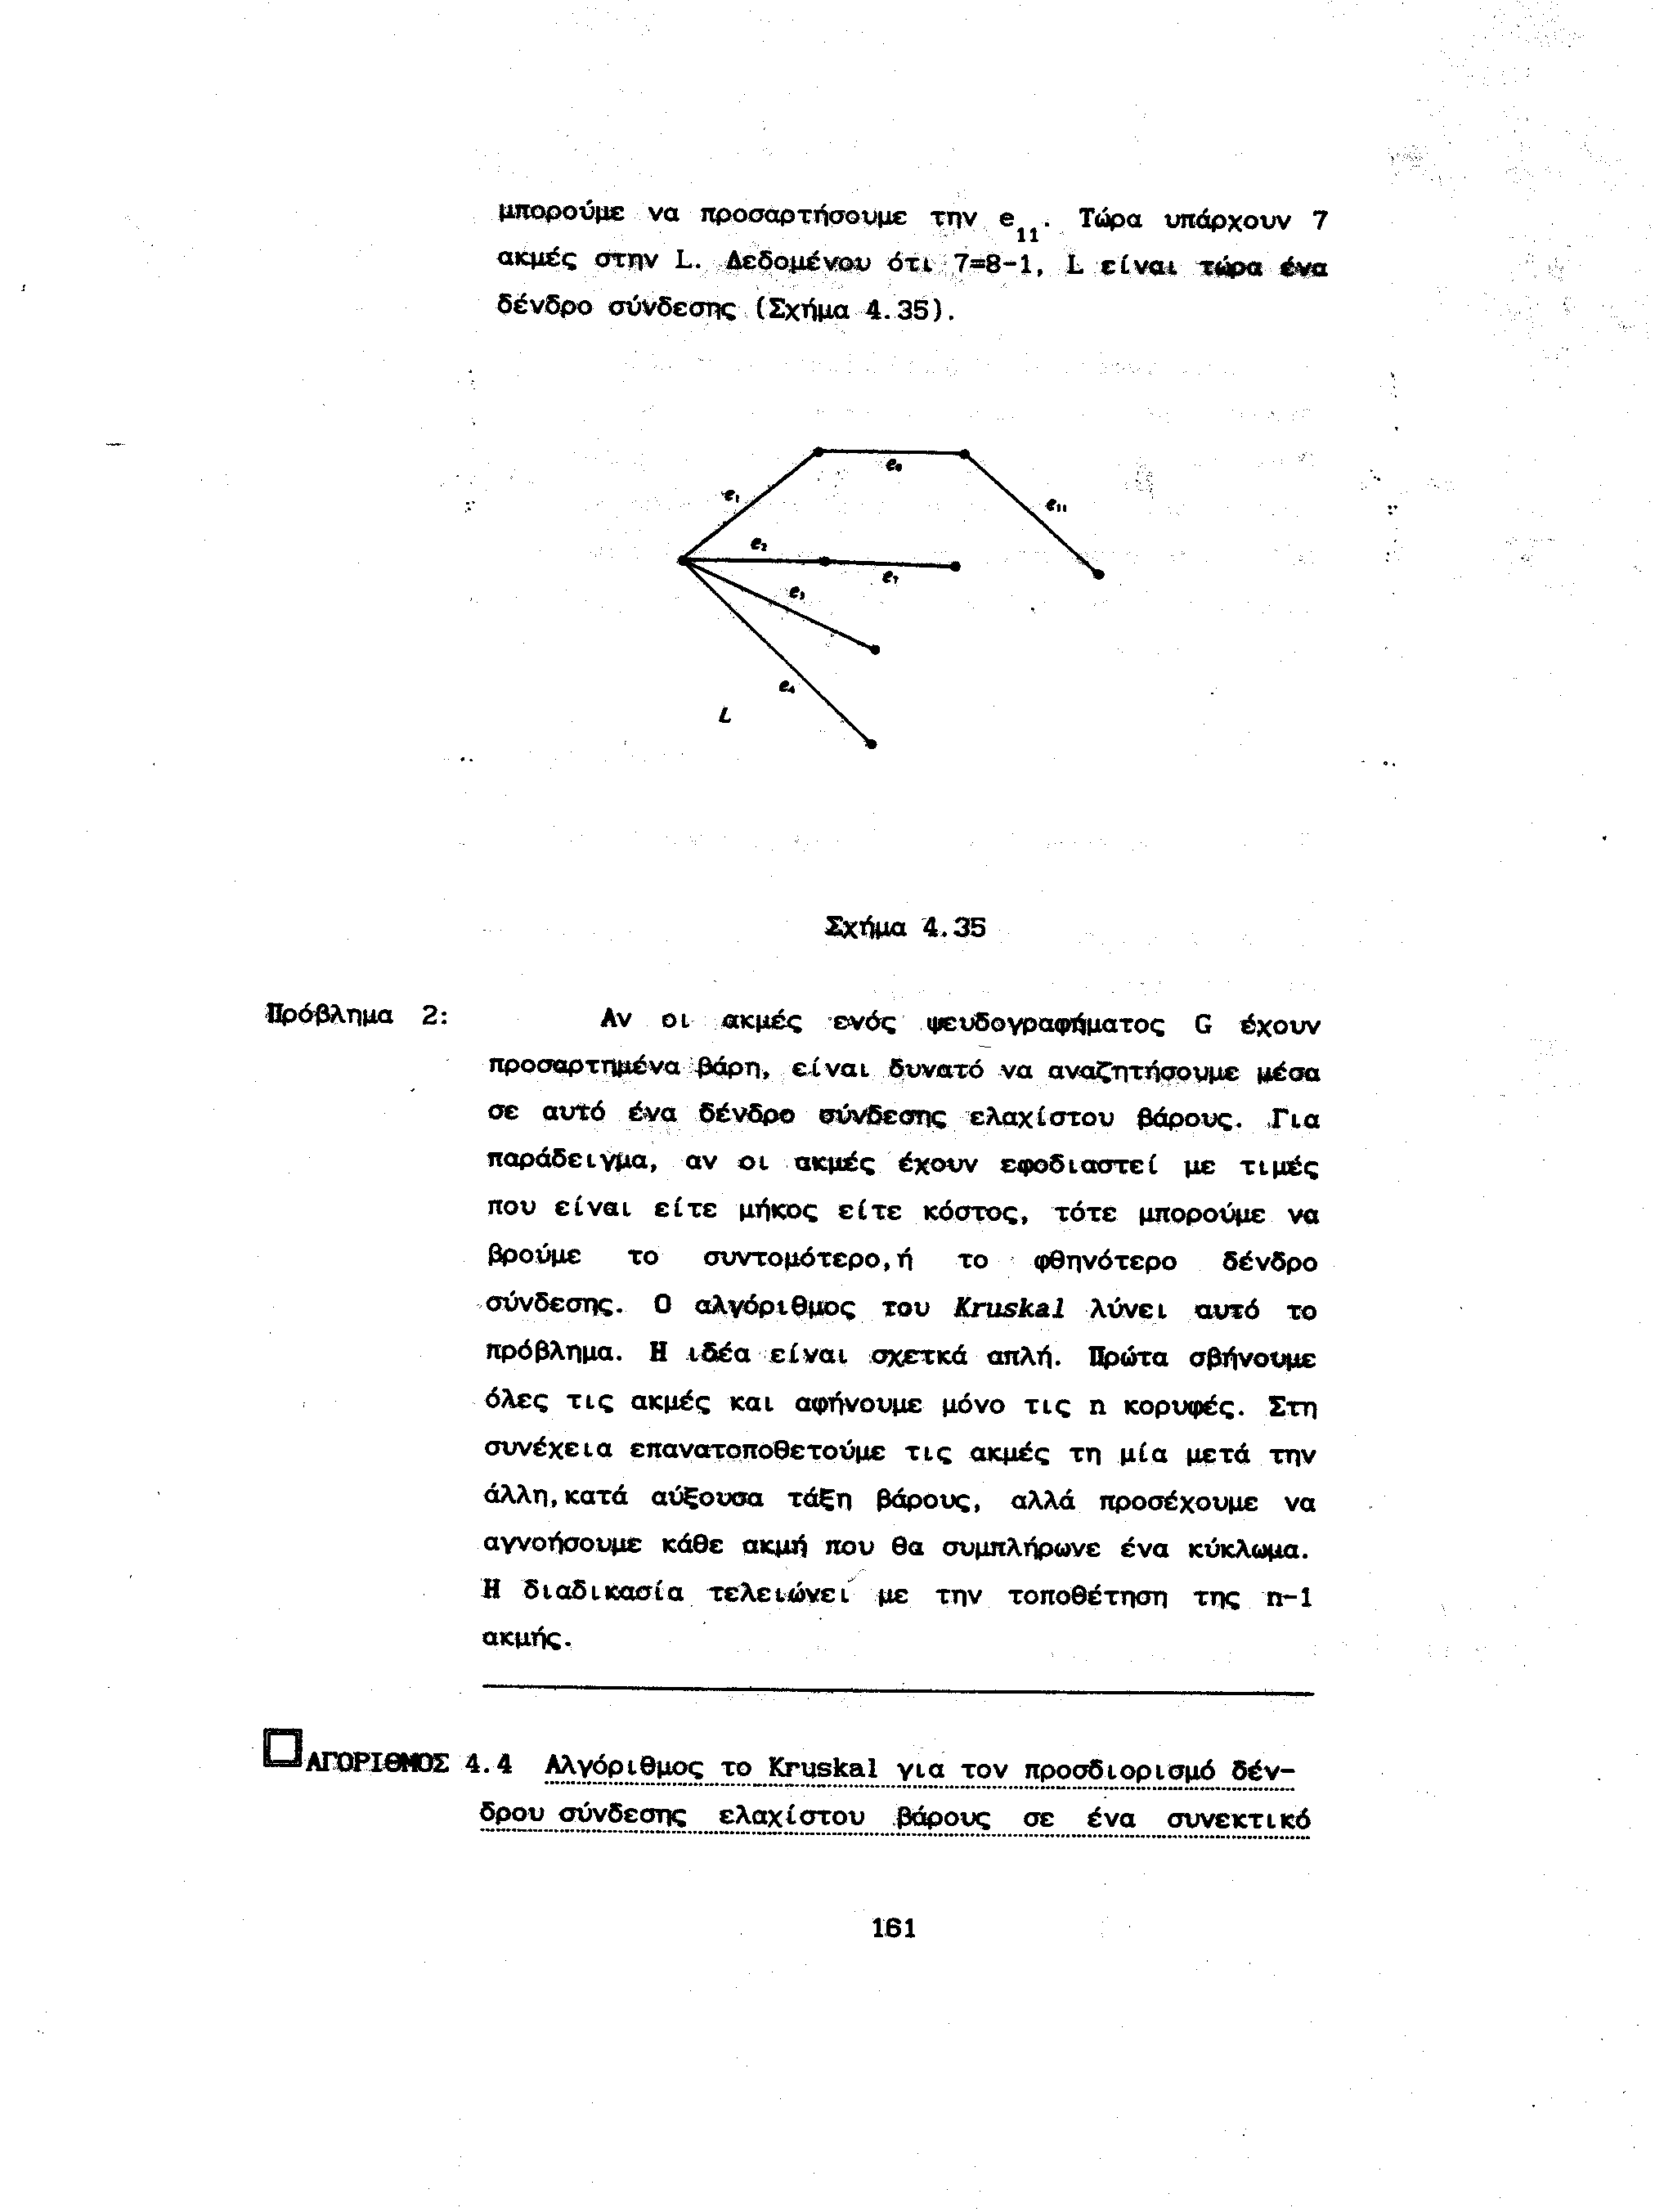 μπορούμε να προσαρτήσουμε την e₁₁. Τώρα υπάρχουν 7
ακμές στην L. Δεδομένου ότι 7=8-1, L είναι τώρα ένα
δένδρο σύνδεσης (Σχήμα 4.35).
e₁
e₁₁
e₂
e₇
e₃
e₄
L
Σχήμα 4.35
Πρόβλημα 2: Αν οι ακμές ενός ψευδογραφήματος G έχουν
προσαρτημένα βάρη, είναι δυνατό να αναζητήσουμε μέσα
σε αυτό ένα δένδρο σύνδεσης ελαχίστου βάρους. Για
παράδειγμα, αν οι ακμές έχουν εφοδιαστεί με τιμές
που είναι είτε μήκος είτε κόστος, τότε μπορούμε να
βρούμε το συντομότερο,ή το φθηνότερο δένδρο
σύνδεσης. Ο αλγόριθμος του Kruskal λύνει αυτό το
πρόβλημα. Η ιδέα είναι σχετκά απλή. Πρώτα σβήνουμε
όλες τις ακμές και αφήνουμε μόνο τις n κορυφές. Στη
συνέχεια επανατοποθετούμε τις ακμές τη μία μετά την
άλλη,κατά αύξουσα τάξη βάρους, αλλά προσέχουμε να
αγνοήσουμε κάθε ακμή που θα συμπλήρωνε ένα κύκλωμα.
Η διαδικασία τελειώνει με την τοποθέτηση της n-1
ακμής.
ΑΓΟΡΙΘΜΟΣ 4.4 Αλγόριθμος το Kruskal για τον προσδιορισμό δέν-
δρου σύνδεσης ελαχίστου βάρους σε ένα συνεκτικό
161